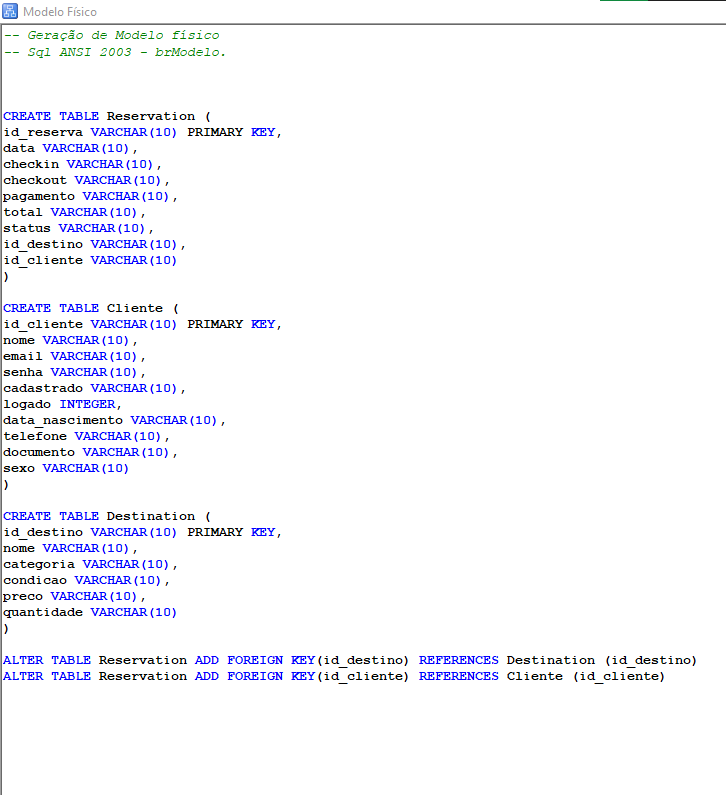 Modelo Físico
-- Geração de Modelo físico
-- Sql ANSI 2003 - brModelo.
CREATE TABLE Reservation (
id_reserva VARCHAR(10) PRIMARY KEY,
data VARCHAR(10),
checkin VARCHAR(10),
checkout VARCHAR(10),
pagamento VARCHAR(10),
total VARCHAR(10),
status VARCHAR(10),
id_destino VARCHAR(10),
id_cliente VARCHAR(10)
)
CREATE TABLE Cliente (
id_cliente VARCHAR(10) PRIMARY KEY,
nome VARCHAR(10),
email VARCHAR(10),
senha VARCHAR(10),
cadastrado VARCHAR(10),
logado INTEGER,
data_nascimento VARCHAR(10),
telefone VARCHAR(10),
documento VARCHAR(10),
sexo VARCHAR(10)
)
CREATE TABLE Destination (
id_destino VARCHAR(10) PRIMARY KEY,
nome VARCHAR(10),
categoria VARCHAR(10),
condicao VARCHAR(10),
preco VARCHAR(10),
quantidade VARCHAR(10)
)
ALTER TABLE Reservation ADD FOREIGN KEY(id_destino) REFERENCES Destination (id_destino)
ALTER TABLE Reservation ADD FOREIGN KEY(id_cliente) REFERENCES Cliente (id_cliente)